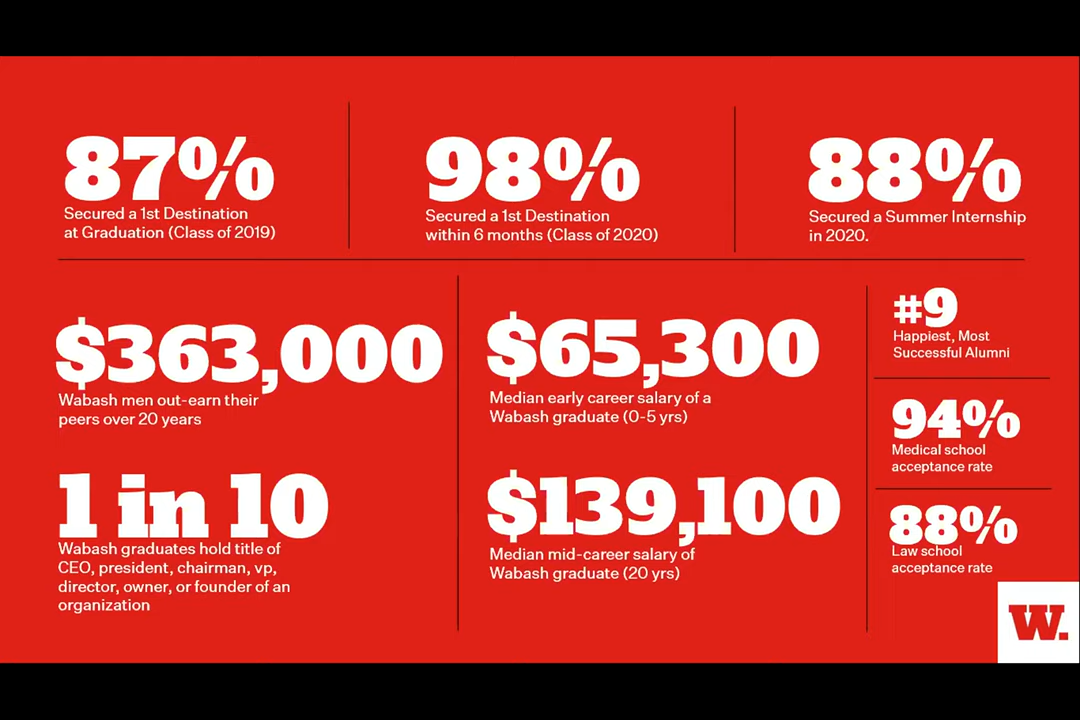 87%
Secured a 1st Destination
at Graduation (Class of 2019)
98%
Secured a 1st Destination
within 6 months (Class of 2020)
88%
Secured a Summer Internship
in 2020.
$363,000
Wabash men out-earn their
peers over 20 years
1 in 10
Wabash graduates hold title of
CEO, president, chairman, vp,
director, owner, or founder of an
organization
$65,300
Median early career salary of a
Wabash graduate (0-5 yrs)
$139,100
Median mid-career salary of
Wabash graduate (20 yrs)
#9
Happiest, Most
Successful Alumni
94%
Medical school
acceptance rate
88%
Law school
acceptance rate
W.